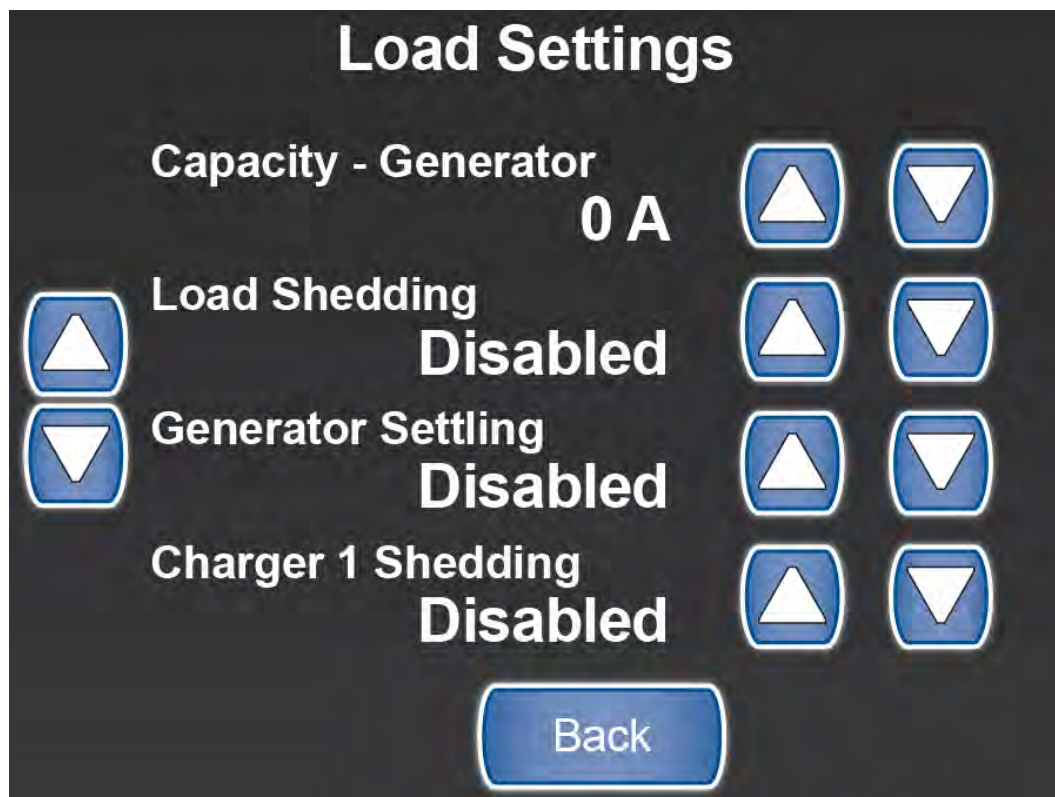 Load Settings
Capacity - Generator
0 A
Load Shedding
Disabled
Generator Settling
Disabled
Charger 1 Shedding
Disabled
Back